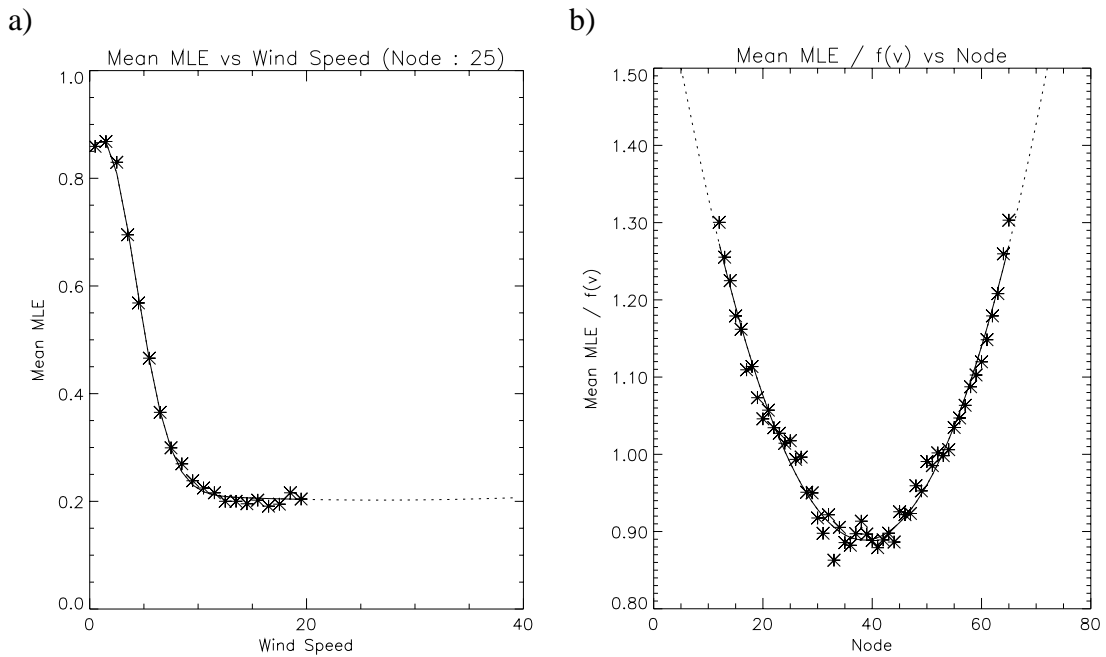 a)
Mean MLE vs Wind Speed (Node : 25)
1.0
0.8
0.6
0.4
0.2
0.0
Mean MLE
0
20
40
Wind Speed
b)
Mean MLE / f(v) vs Node
1.50
1.40
1.30
1.20
1.10
1.00
0.90
0.80
Mean MLE / f(v)
0
20
40
60
80
Node